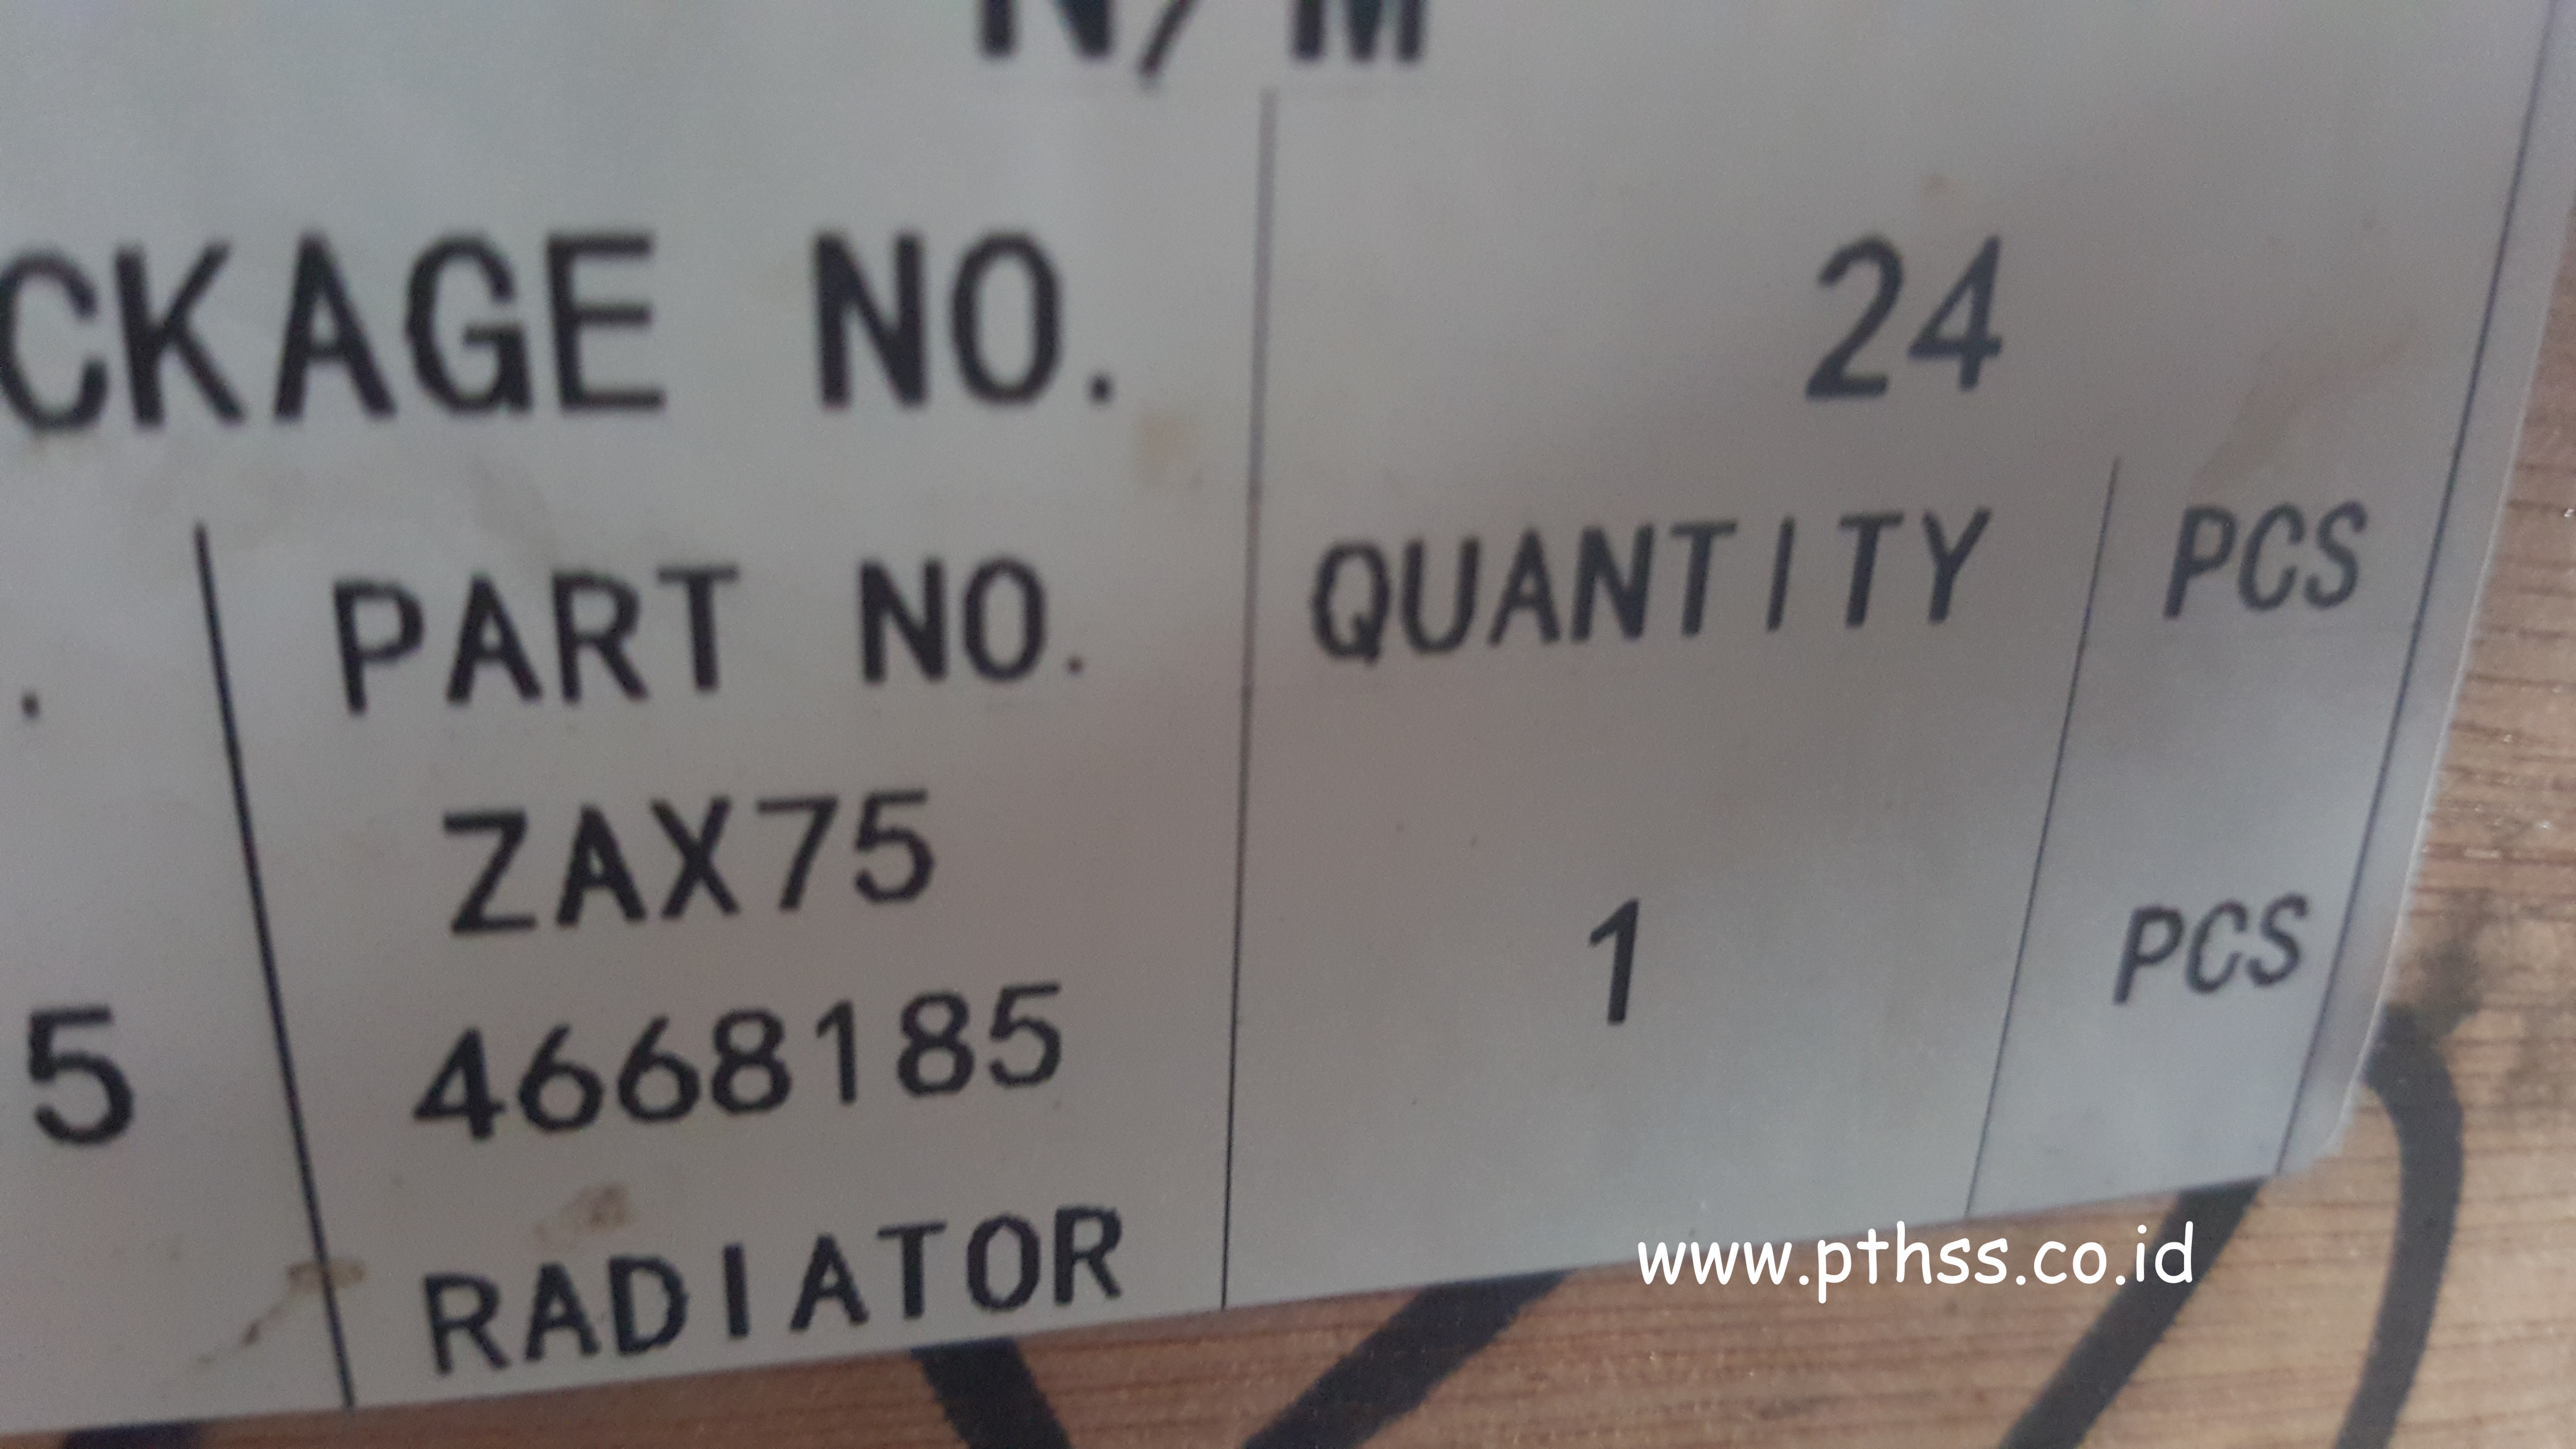 N/M
CKAGE NO. 24
. PART NO. QUANTITY PCS
ZAX75
5 4668185 1 PCS
RADIATOR
www.pthss.co.id